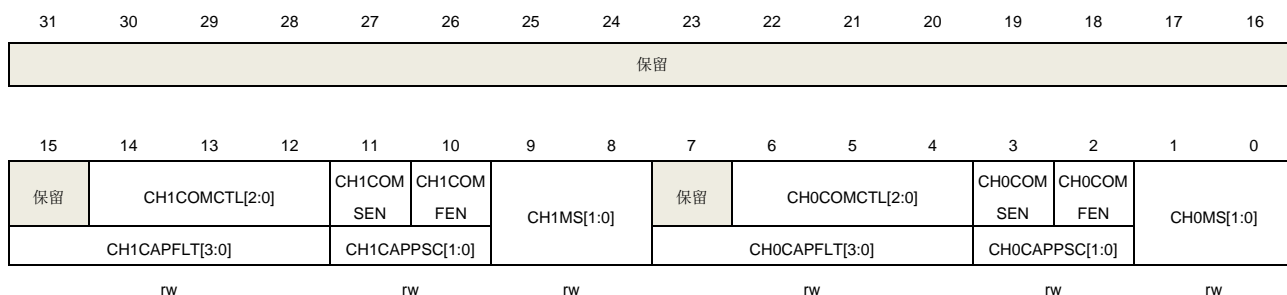 31 30 29 28 27 26 25 24 23 22 21 20 19 18 17 16
保留
15 14 13 12 11 10 9 8 7 6 5 4 3 2 1 0
保留 CH1COMCTL[2:0] CH1COM SEN CH1COM FEN CH1MS[1:0] 保留 CH0COMCTL[2:0] CH0COM SEN CH0COM FEN CH0MS[1:0]
CH1CAPFLT[3:0] CH1CAPPSC[1:0] CH0CAPFLT[3:0] CH0CAPPSC[1:0]
rw rw rw rw rw rw